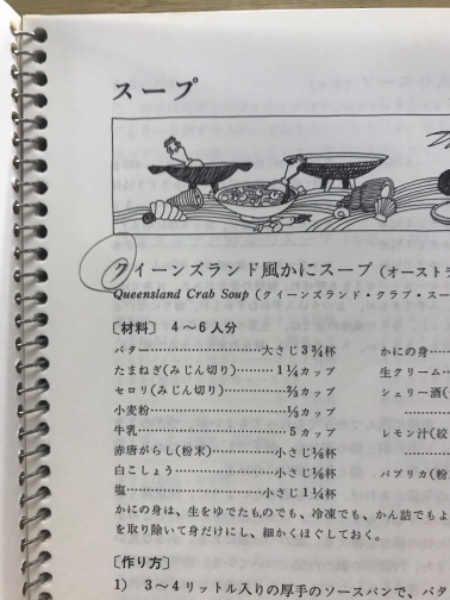 スープ
クイーンズランド風かにスープ(オーストラ
Queensland Crab Soup (クイーンズランド・クラブ・スー
〔材料〕 4～6人分
バター…………………………大さじ3¾杯
たまねぎ(みじん切り)………1¼カップ
セロリ(みじん切り)…………⅔カップ
小麦粉…………………………⅓カップ
牛乳……………………………5カップ
赤唐がらし(粉末)…………小さじ⅛杯
白こしょう…………………小さじ⅛杯
塩……………………………小さじ1¼杯
かにの身……
生クリーム……
シェリー酒(
レモン汁(絞
パプリカ(粉
かにの身は、生をゆでたものでも、冷凍でも、かん詰でもよ
を取り除いて身だけにし、細かくほぐしておく。
〔作り方〕
1) 3～4リットル入りの厚手のソースパンで、バタ